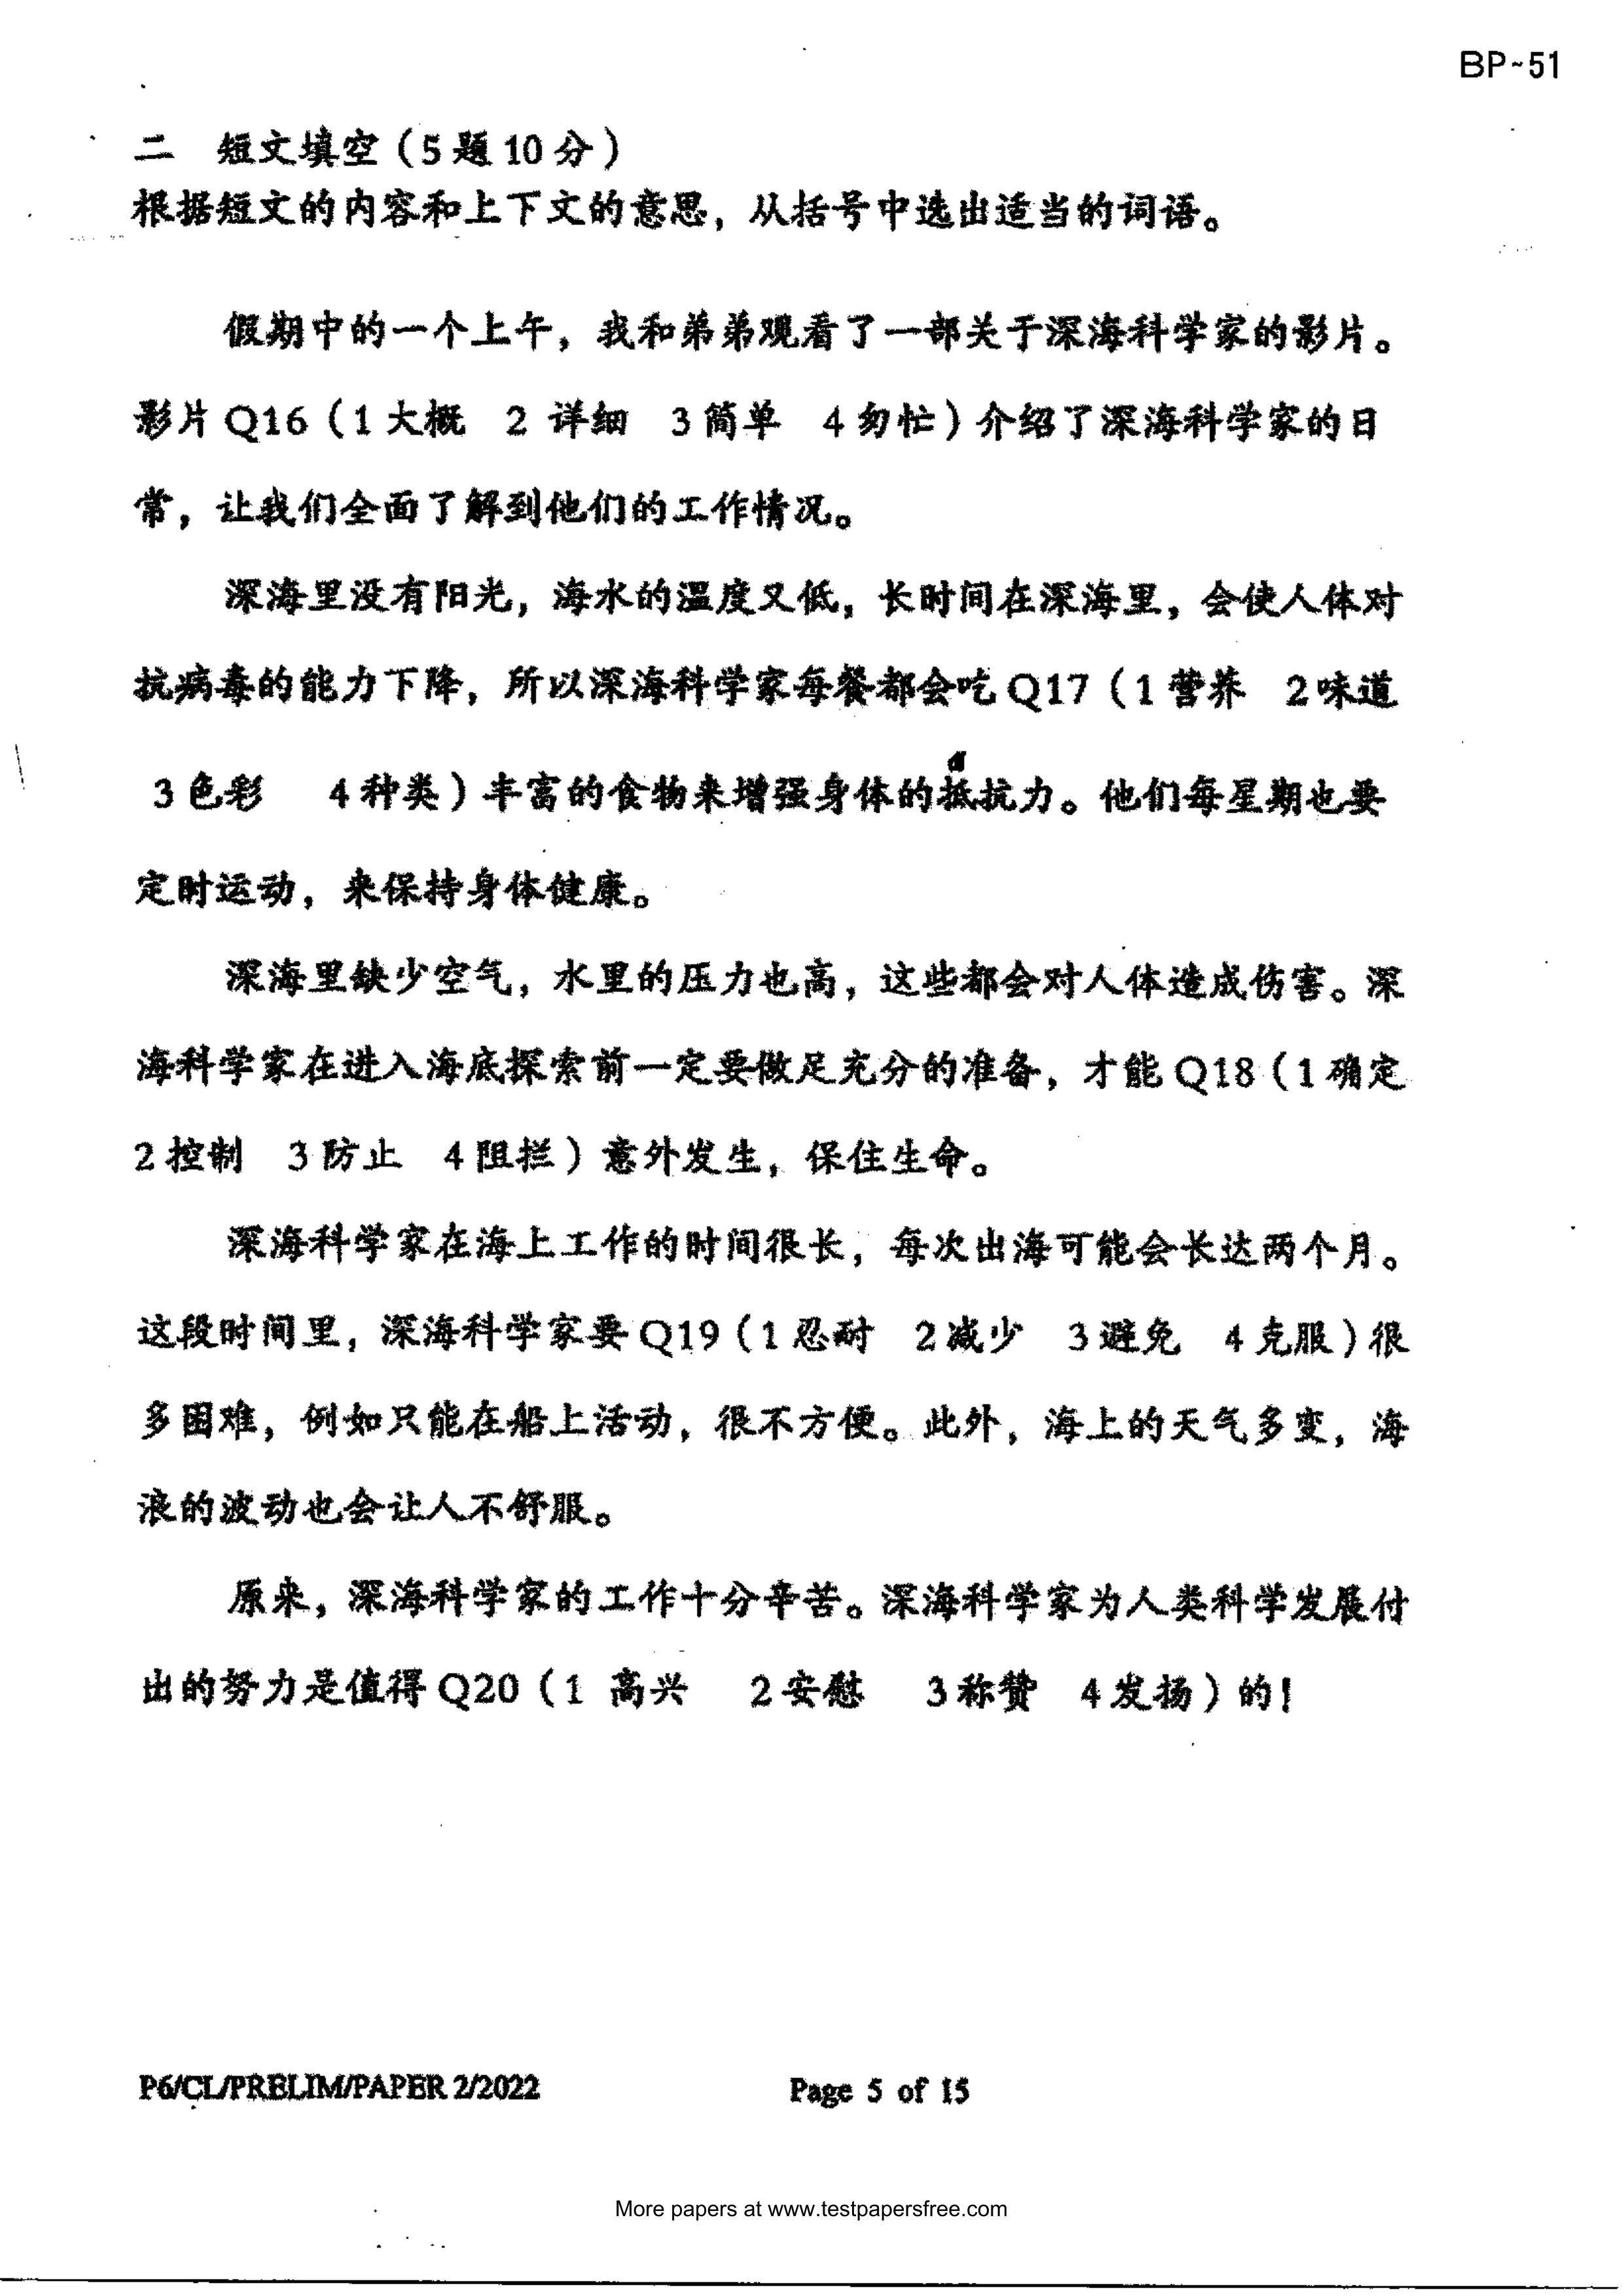 BP~51
二 短文填空（5题10分）
根据短文的内容和上下文的意思，从括号中选出适当的词语。
假期中的一个上午，我和弟弟观看了一部关于深海科学家的影片。
影片Q16（1大概 2 详细 3简单 4匆忙）介绍了深海科学家的日
常，让我们全面了解到他们的工作情况。
深海里没有阳光，海水的温度又低，长时间在深海里，会使人体对
抗病毒的能力下降，所以深海科学家每餐都会吃Q17（1营养 2味道
3色彩 4种类）丰富的食物来增强身体的抵抗力。他们每星期也要
定时运动，来保持身体健康。
深海里缺少空气，水里的压力也高，这些都会对人体造成伤害。深
海科学家在进入海底探索前一定要做足充分的准备，才能Q18（1确定
2控制 3防止 4阻拦）意外发生，保住生命。
深海科学家在海上工作的时间很长，每次出海可能会长达两个月。
这段时间里，深海科学家要Q19（1忍耐 2减少 3避免 4克服）很
多困难，例如只能在船上活动，很不方便。此外，海上的天气多变，海
浪的波动也会让人不舒服。
原来，深海科学家的工作十分辛苦。深海科学家为人类科学发展付
出的努力是值得Q20（1 高兴 2安慰 3称赞 4发扬）的！
P6/CL/PRELIM/PAPER 2/2022 Page 5 of 15
More papers at www.testpapersfree.com